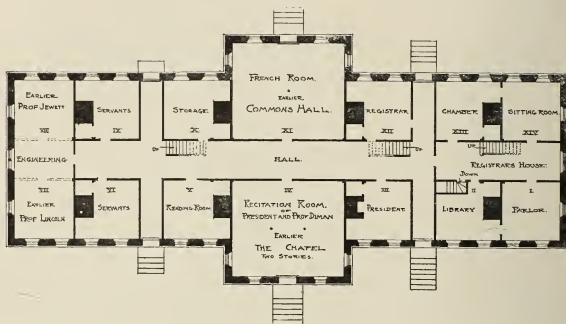 EARLIER
PROF. JEWETT
VIII
SERVANTS
IX
STORAGE
X
FRENCH ROOM.
EARLIER
COMMONS HALL.
XI
REGISTRAR
XII
CHAMBER
XIII
SITTING ROOM.
XIV
ENGINEERING
UP
HALL.
UP
UP
REGISTRAR'S HOUSE.
DOWN
VII
EARLIER
PROF LINCOLN
VI
SERVANTS
V
READING ROOM
IV
RECITATION ROOM.
OF
PRESIDENT AND PROF. DIMAN
EARLIER
THE CHAPEL
TWO STORIES.
III
PRESIDENT
II
LIBRARY
I.
PARLOR.